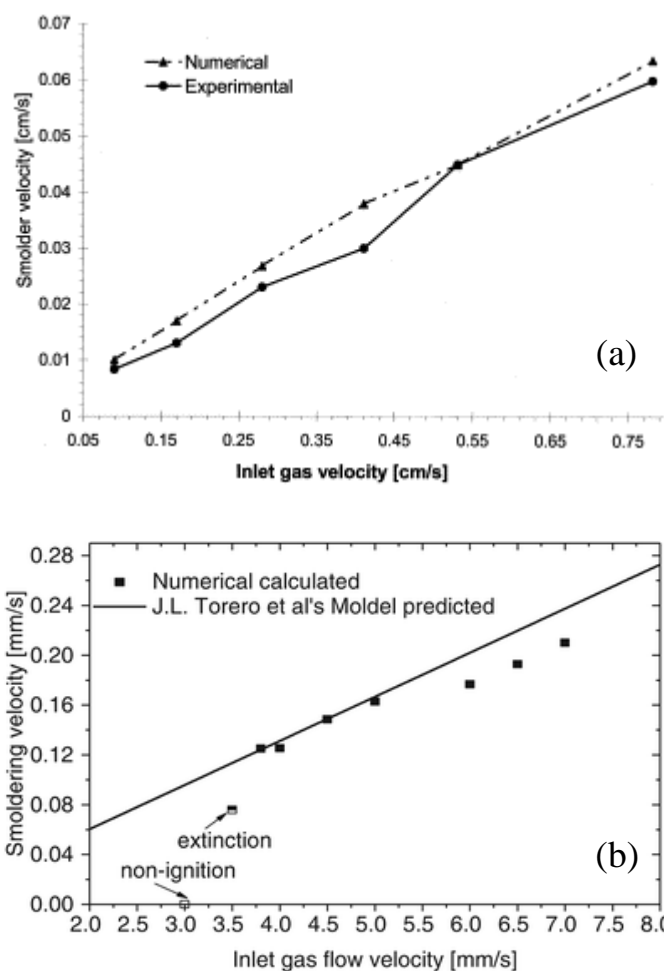 0.07
0.06
0.05
0.04
0.03
0.02
0.01
0
Smolder velocity [cm/s]
Numerical
Experimental
(a)
0.05 0.15 0.25 0.35 0.45 0.55 0.65 0.75
Inlet gas velocity [cm/s]
0.28
0.24
0.20
0.16
0.12
0.08
0.04
0.00
Smoldering velocity [mm/s]
Numerical calculated
J.L. Torero et al's Moldel predicted
extinction
non-ignition
(b)
2.0 2.5 3.0 3.5 4.0 4.5 5.0 5.5 6.0 6.5 7.0 7.5 8.0
Inlet gas flow velocity [mm/s]